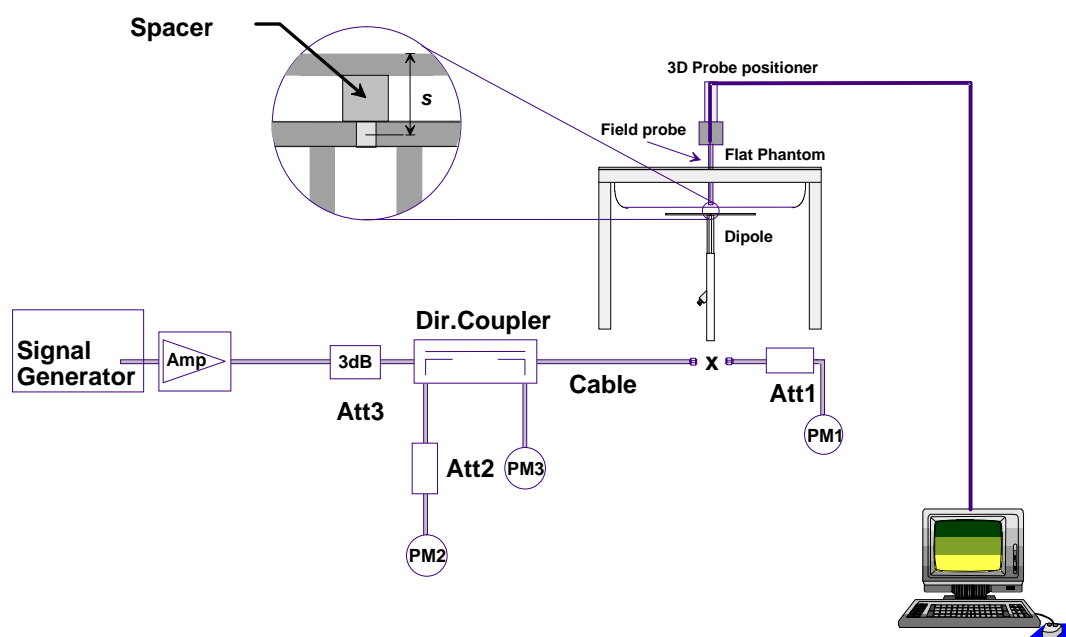 Spacer
s
3D Probe positioner
Field probe
Flat Phantom
Dipole
Dir.Coupler
Signal
Generator
Amp
3dB
Att3
Cable
x
Att1
PM1
Att2
PM3
PM2